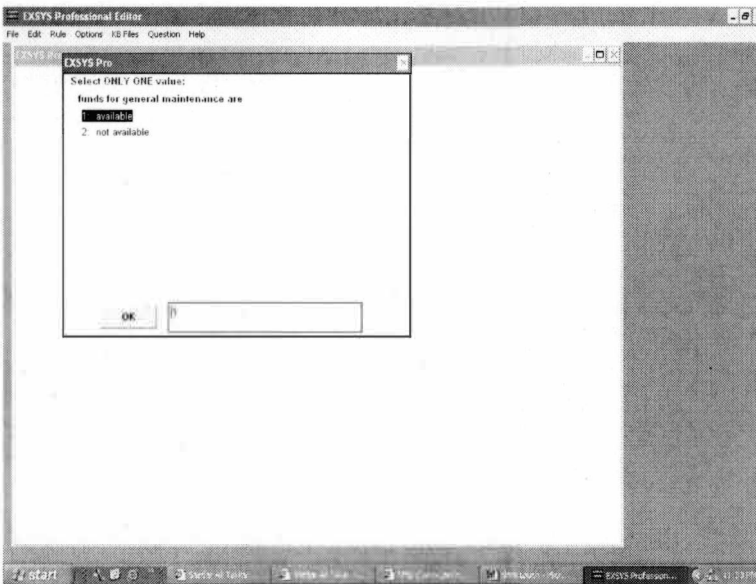 EXSYS Professional Editor
File Edit Rule Options KB Files Question Help
EXSYS Pro
Select ONLY ONE value:
funds for general maintenance are
1: available
2: not available
OK
start
EXSYS Profession...